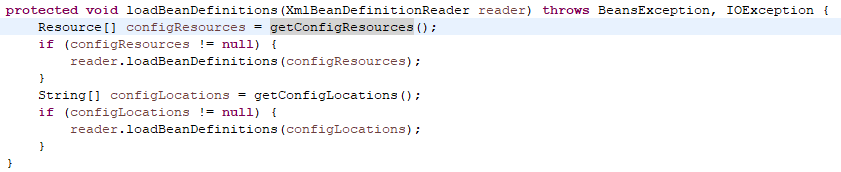 protected void loadBeanDefinitions(XmlBeanDefinitionReader reader) throws BeansException, IOException {
    Resource[] configResources = getConfigResources();
    if (configResources != null) {
        reader.loadBeanDefinitions(configResources);
    }
    String[] configLocations = getConfigLocations();
    if (configLocations != null) {
        reader.loadBeanDefinitions(configLocations);
    }
}